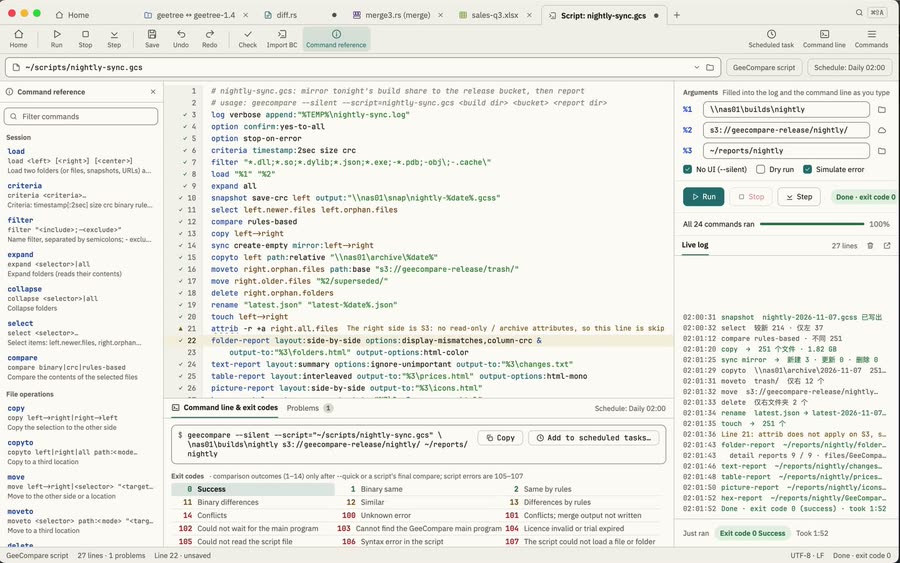 Home
geetree ⇔ geetree-1.4
diff.rs
merge3.rs (merge)
sales-q3.xlsx
Script: nightly-sync.gcs
Home
Run
Stop
Step
Save
Undo
Redo
Check
Import BC
Command reference
Scheduled task
Command line
Commands
~/scripts/nightly-sync.gcs
GeeCompare script
Schedule: Daily 02:00
Command reference
Filter commands
Session
load
load <left> [<right>] [<center>]
Load two folders (or files, snapshots, URLs) a…
criteria
criteria <criteria>…
Criteria: timestamp[:2sec] size crc binary rule…
filter
filter "<include>;-<exclude>"
Name filter, separated by semicolons; - exclu…
expand
expand <selector>|all
Expand folders (reads their contents)
collapse
collapse <selector>|all
Collapse folders
select
select <selector>…
Select items: left.newer.files, right.orphan…
compare
compare binary|crc|rules-based
Compare the contents of the selected files
File operations
copy
copy left→right|right→left
Copy the selection to the other side
copyto
copyto left|right|all path:<mode…
Copy to a third location
move
move left→right|<selector> "<target…
Move to the other side or a location
moveto
moveto <selector> path:<mode> "<targ…
Move to a third location
delete
1 # nightly-sync.gcs: mirror tonight's build share to the release bucket, then report
2 # usage: geecompare --silent --script=nightly-sync.gcs <build dir> <bucket> <report dir>
3 log verbose append:"%TEMP%\nightly-sync.log"
4 option confirm:yes-to-all
5 option stop-on-error
6 criteria timestamp:2sec size crc
7 filter "*.dll;*.so;*.dylib;*.json;*.exe;-*.pdb;-obj\;-.cache\"
8 load "%1" "%2"
9 expand all
10 snapshot save-crc left output:"\\nas01\snap\nightly-%date%.gcss"
11 select left.newer.files left.orphan.files
12 compare rules-based
13 copy left→right
14 sync create-empty mirror:left→right
15 copyto left path:relative "\\nas01\archive\%date%"
16 moveto right.orphan.files path:base "s3://geecompare-release/trash/"
17 move right.older.files "%2/superseded/"
18 delete right.orphan.folders
19 rename "latest.json" "latest-%date%.json"
20 touch left→right
21 attrib -r +a right.all.files The right side is S3: no read-only / archive attributes, so this line is skip
22 folder-report layout:side-by-side options:display-mismatches,column-crc &
23 output-to:"%3\folders.html" output-options:html-color
24 text-report layout:summary options:ignore-unimportant output-to:"%3\changes.txt"
25 table-report layout:interleaved output-to:"%3\prices.html" output-options:html-mono
26 picture-report layout:side-by-side output-to:"%3\icons.html"
Command line & exit codes
Problems 1
Schedule: Daily 02:00
$ geecompare --silent --script="~/scripts/nightly-sync.gcs" \
\nas01\builds\nightly s3://geecompare-release/nightly/ ~/reports/
nightly
Copy
Add to scheduled tasks…
Exit codes · comparison outcomes (1–14) only after --quick or a script's final compare; script errors are 105–107
0 Success
1 Binary same
2 Same by rules
11 Binary differences
12 Similar
13 Differences by rules
14 Conflicts
100 Unknown error
101 Conflicts; merge output not written
102 Could not wait for the main program
103 Cannot find the GeeCompare main program
104 Licence invalid or trial expired
105 Could not read the script file
106 Syntax error in the script
107 The script could not load a file or folder
Arguments Filled into the log and the command line as you type
%1 \\nas01\builds\nightly
%2 s3://geecompare-release/nightly/
%3 ~/reports/nightly
No UI (--silent)
Dry run
Simulate error
Run
Stop
Step
Done · exit code 0
All 24 commands ran 100%
Live log
27 lines
02:00:31 snapshot nightly-2026-11-07.gcss 已写出
02:00:32 select 较新 214 · 仅左 37
02:01:10 compare rules-based · 不同 251
02:01:20 copy → 251 个文件 · 1.82 GB
02:01:25 sync mirror → 新建 3 · 更新 0 · 删除 0
02:01:29 copyto \\nas01\archive\2026-11-07 251…
02:01:31 moveto trash/ 仅右 12 个
02:01:32 move s3://geecompare-release/nightly…
02:01:33 delete 仅右文件夹 2 个
02:01:34 rename latest.json → latest-2026-11-07…
02:01:35 touch → 251 个
02:01:36 Line 21: attrib does not apply on S3, s…
02:01:43 folder-report ~/reports/nightly/folder…
02:01:43 detail reports 9 / 9 · files/GeeCompa…
02:01:46 text-report ~/reports/nightly/changes…
02:01:48 table-report ~/reports/nightly/prices…
02:01:50 picture-report ~/reports/nightly/icons…
02:01:52 hex-report ~/reports/nightly/GeeCompar…
02:01:52 Done · exit code 0 (success) · took 1:52
Just ran
Exit code 0 Success
Took 1:52
GeeCompare script
27 lines · 1 problems
Line 22 · unsaved
UTF-8 · LF
Done · exit code 0